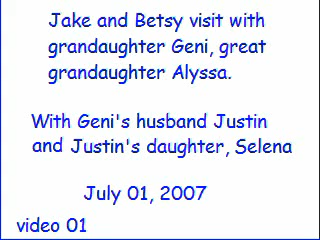 Jake and Betsy visit with
grandaughter Geni, great
grandaughter Alyssa.
With Geni's husband Justin
and Justin's daughter, Selena
July 01, 2007
video 01